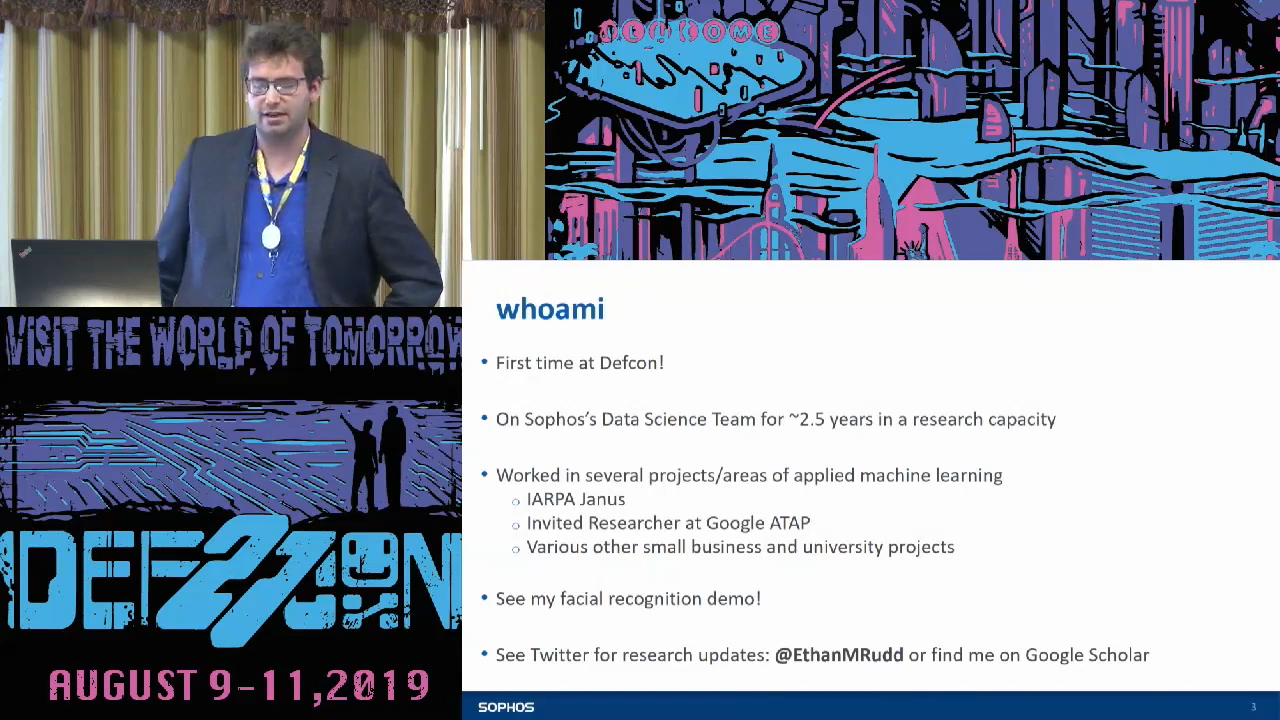 WELCOME
whoami
• First time at Defcon!
• On Sophos's Data Science Team for ~2.5 years in a research capacity
• Worked in several projects/areas of applied machine learning
○ IARPA Janus
○ Invited Researcher at Google ATAP
○ Various other small business and university projects
• See my facial recognition demo!
• See Twitter for research updates: @EthanMRudd or find me on Google Scholar
SOPHOS
3
VISIT THE WORLD OF TOMORROW
DEF27CON
AUGUST 9-11,2019